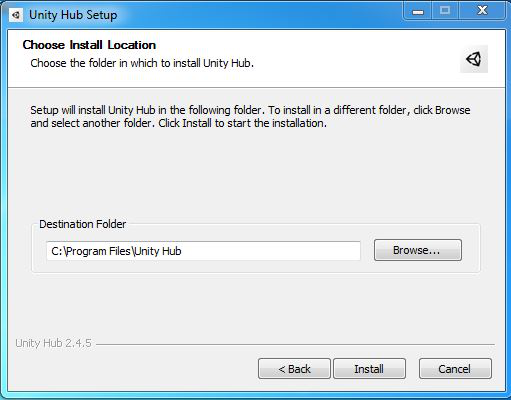 Unity Hub Setup
Choose Install Location
Choose the folder in which to install Unity Hub.
Setup will install Unity Hub in the following folder. To install in a different folder, click Browse
and select another folder. Click Install to start the installation.
Destination Folder
C:\Program Files\Unity Hub
Browse...
Unity Hub 2.4.5
< Back
Install
Cancel